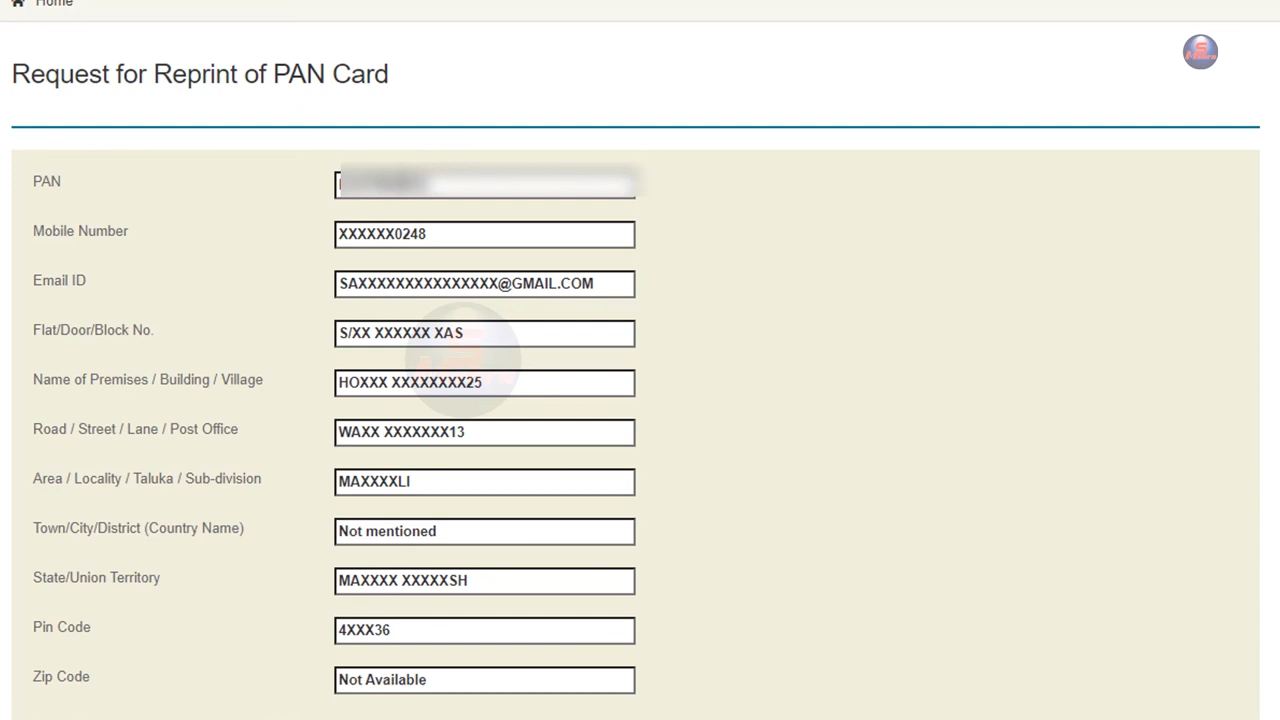 Home
Request for Reprint of PAN Card
PAN
Mobile Number XXXXXX0248
Email ID SAXXXXXXXXXXXXXXX@GMAIL.COM
Flat/Door/Block No. S/XX XXXXXX XAS
Name of Premises / Building / Village HOXXX XXXXXXXX25
Road / Street / Lane / Post Office WAXX XXXXXXX13
Area / Locality / Taluka / Sub-division MAXXXXLI
Town/City/District (Country Name) Not mentioned
State/Union Territory MAXXXX XXXXXSH
Pin Code 4XXX36
Zip Code Not Available